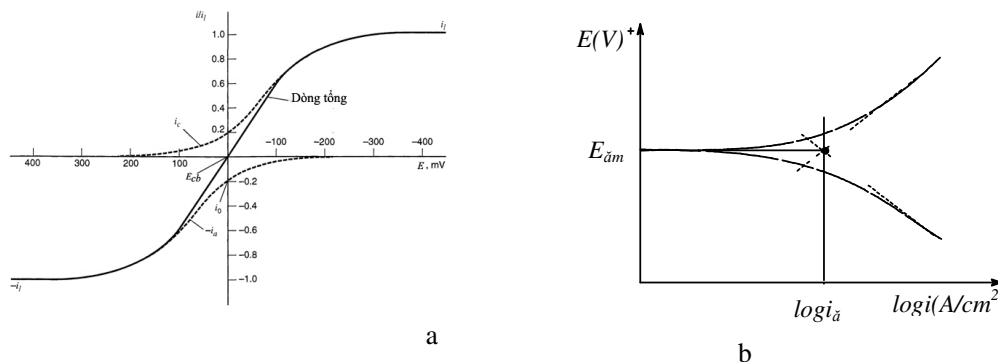 i/i_l
i_l
1.0
0.8
0.6
0.4
0.2
Dòng tổng
i_c
400 300 200 100 -100 -200 -300 -400
E_cb
E, mV
-0.2
i_0
-0.4
-i_a
-0.6
-0.8
-1.0
-i_l
a
E(V) +
E_ăm
logi_ă
logi(A/cm²
b